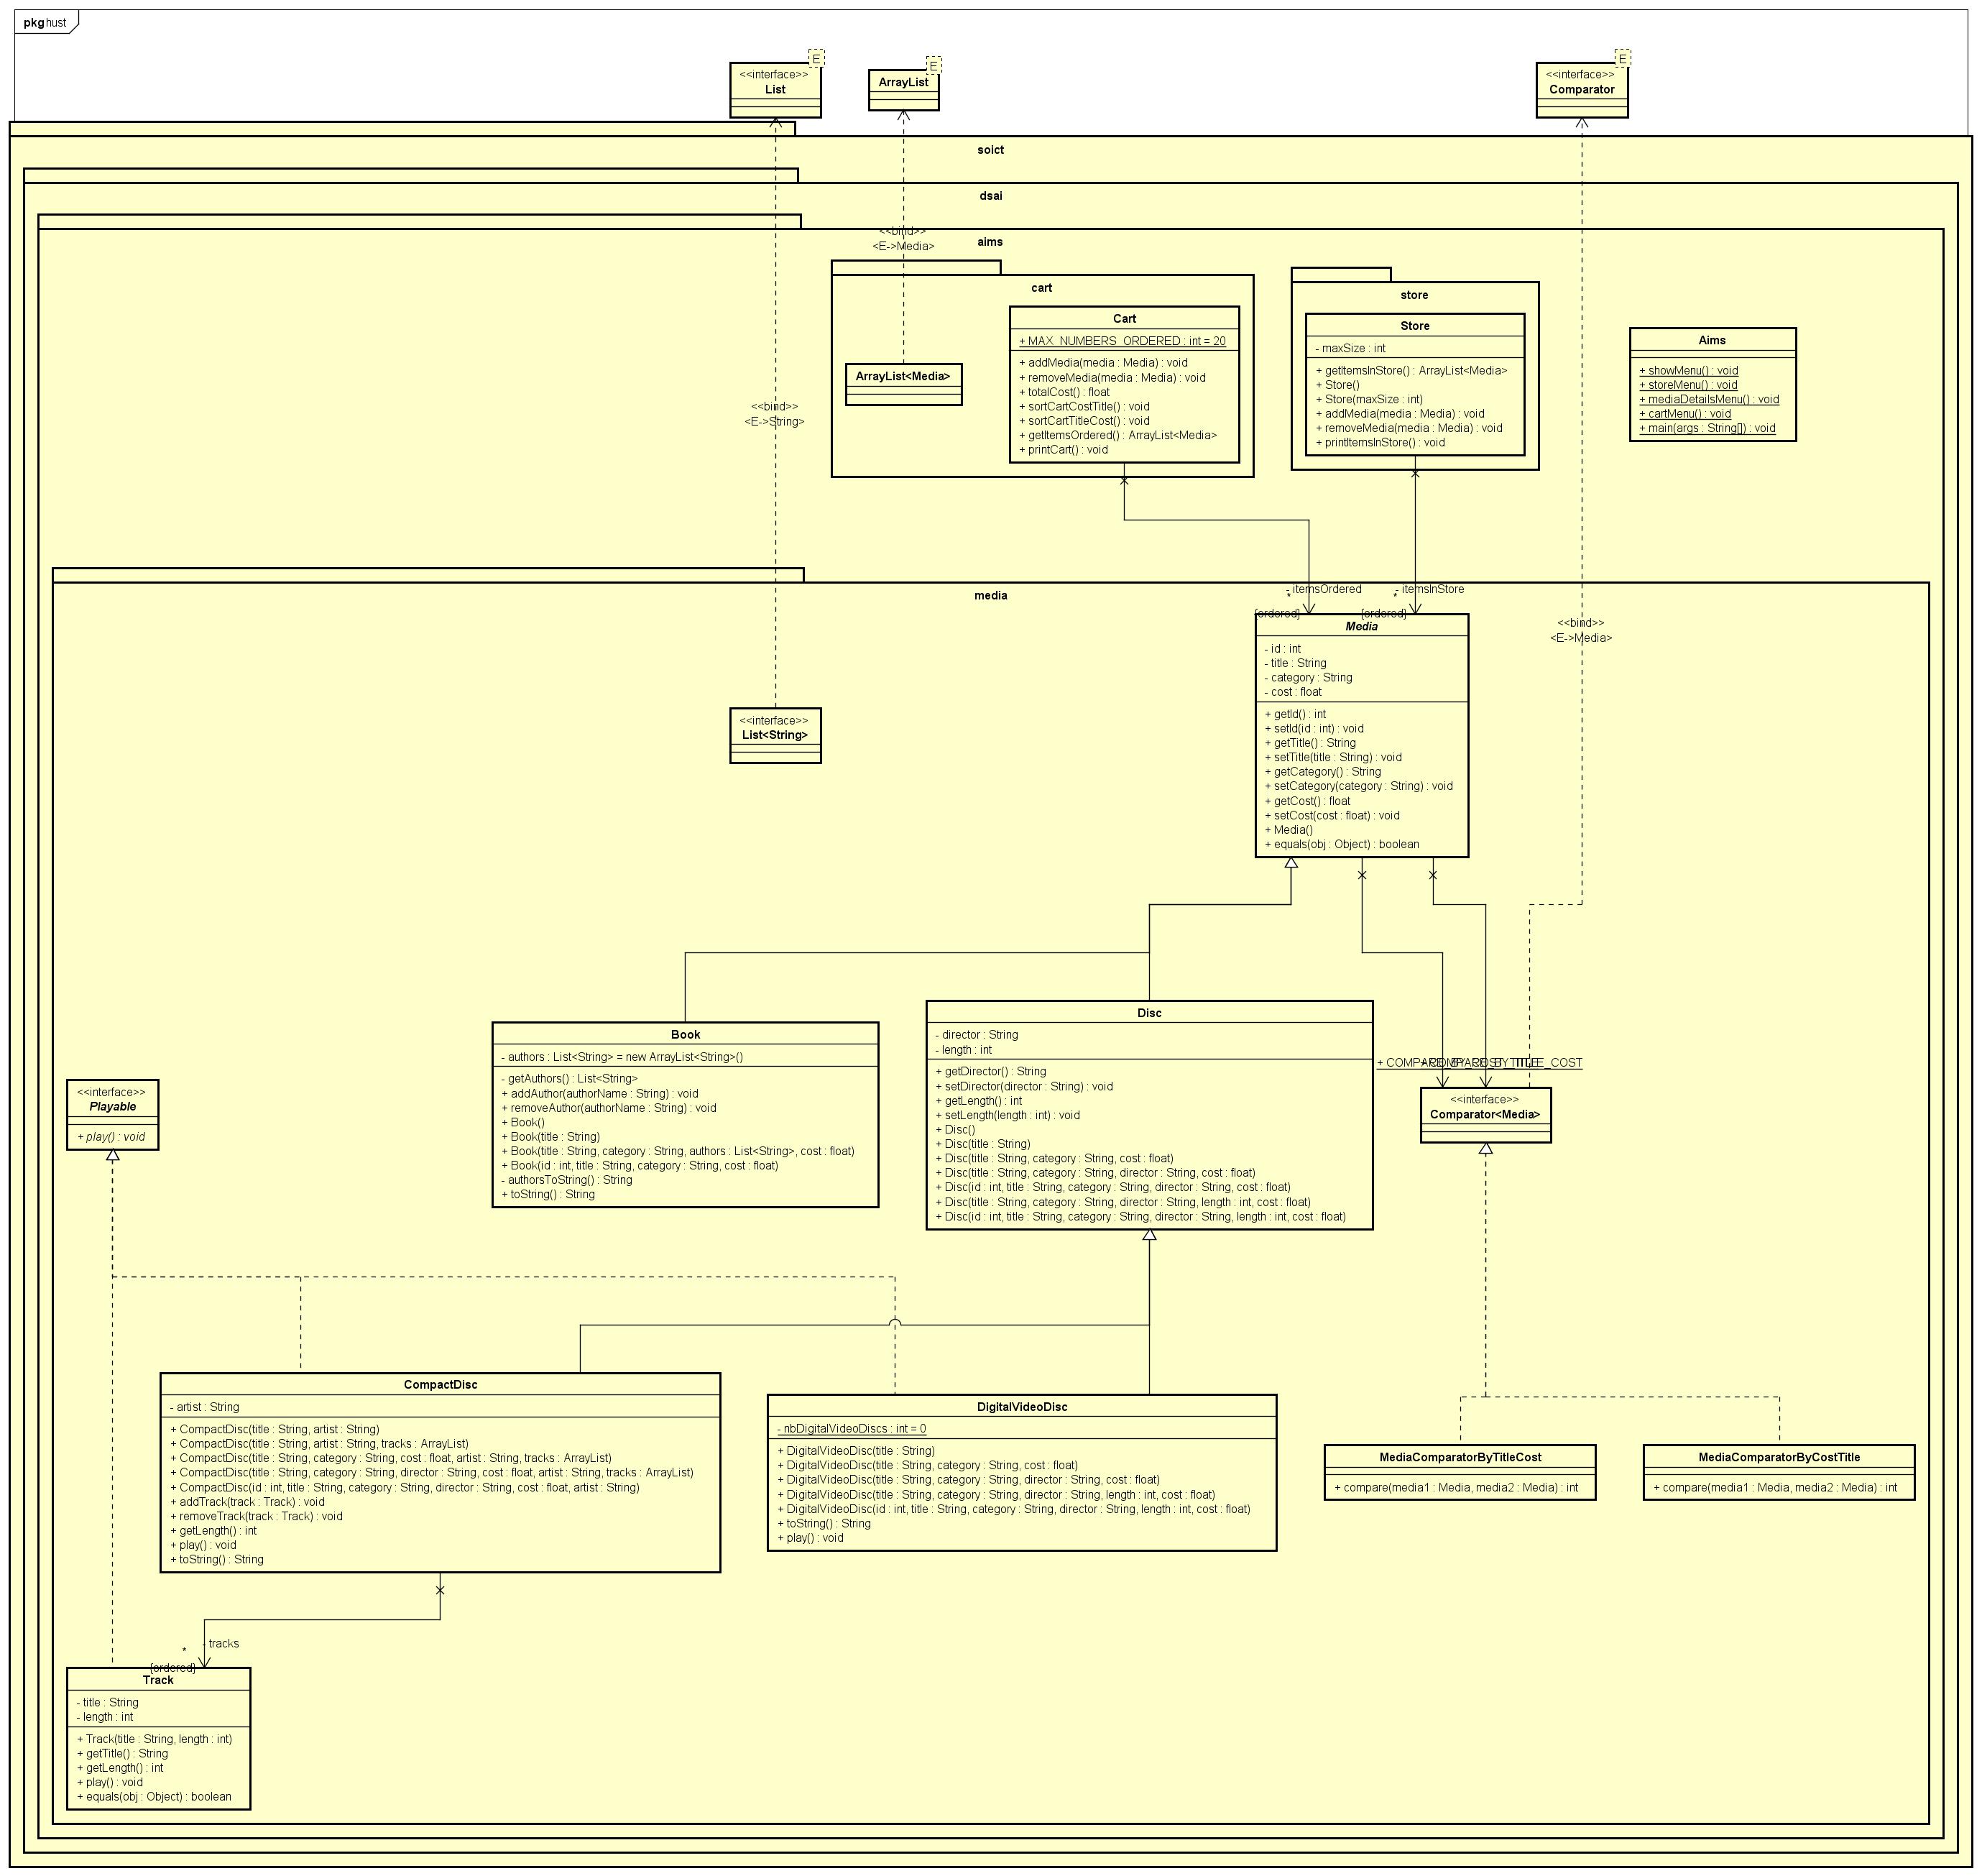 pkg hust
E
<<interface>>
List
E
ArrayList
E
<<interface>>
Comparator
soict
dsai
aims
<<bind>>
<E->Media>
cart
Cart
+ MAX_NUMBERS_ORDERED : int = 20
+ addMedia(media : Media) : void
+ removeMedia(media : Media) : void
+ totalCost() : float
+ sortCartCostTitle() : void
+ sortCartTitleCost() : void
+ getItemsOrdered() : ArrayList<Media>
+ printCart() : void
ArrayList<Media>
store
Store
- maxSize : int
+ getItemsInStore() : ArrayList<Media>
+ Store()
+ Store(maxSize : int)
+ addMedia(media : Media) : void
+ removeMedia(media : Media) : void
+ printItemsInStore() : void
Aims
+ showMenu() : void
+ storeMenu() : void
+ mediaDetailsMenu() : void
+ cartMenu() : void
+ main(args : String[]) : void
<<bind>>
<E->String>
media
- itemsOrdered
*
{ordered}
- itemsInStore
*
{ordered}
<<bind>>
<E->Media>
Media
- id : int
- title : String
- category : String
- cost : float
+ getId() : int
+ setId(id : int) : void
+ getTitle() : String
+ setTitle(title : String) : void
+ getCategory() : String
+ setCategory(category : String) : void
+ getCost() : float
+ setCost(cost : float) : void
+ Media()
+ equals(obj : Object) : boolean
<<interface>>
List<String>
Book
- authors : List<String> = new ArrayList<String>()
- getAuthors() : List<String>
+ addAuthor(authorName : String) : void
+ removeAuthor(authorName : String) : void
+ Book()
+ Book(title : String)
+ Book(title : String, category : String, authors : List<String>, cost : float)
+ Book(id : int, title : String, category : String, cost : float)
- authorsToString() : String
+ toString() : String
Disc
- director : String
- length : int
+ getDirector() : String
+ setDirector(director : String) : void
+ getLength() : int
+ setLength(length : int) : void
+ Disc()
+ Disc(title : String)
+ Disc(title : String, category : String, cost : float)
+ Disc(title : String, category : String, director : String, cost : float)
+ Disc(id : int, title : String, category : String, director : String, cost : float)
+ Disc(title : String, category : String, director : String, length : int, cost : float)
+ Disc(id : int, title : String, category : String, director : String, length : int, cost : float)
<<interface>>
Comparator<Media>
<<interface>>
Playable
+ play() : void
CompactDisc
- artist : String
+ CompactDisc(title : String, artist : String)
+ CompactDisc(title : String, artist : String, tracks : ArrayList)
+ CompactDisc(title : String, category : String, cost : float, artist : String, tracks : ArrayList)
+ CompactDisc(title : String, category : String, director : String, cost : float, artist : String, tracks : ArrayList)
+ CompactDisc(id : int, title : String, category : String, director : String, cost : float, artist : String)
+ addTrack(track : Track) : void
+ removeTrack(track : Track) : void
+ getLength() : int
+ play() : void
+ toString() : String
DigitalVideoDisc
- nbDigitalVideoDiscs : int = 0
+ DigitalVideoDisc(title : String)
+ DigitalVideoDisc(title : String, category : String, cost : float)
+ DigitalVideoDisc(title : String, category : String, director : String, cost : float)
+ DigitalVideoDisc(title : String, category : String, director : String, length : int, cost : float)
+ DigitalVideoDisc(id : int, title : String, category : String, director : String, length : int, cost : float)
+ toString() : String
+ play() : void
MediaComparatorByTitleCost
+ compare(media1 : Media, media2 : Media) : int
MediaComparatorByCostTitle
+ compare(media1 : Media, media2 : Media) : int
- tracks
*
{ordered}
Track
- title : String
- length : int
+ Track(title : String, length : int)
+ getTitle() : String
+ getLength() : int
+ play() : void
+ equals(obj : Object) : boolean